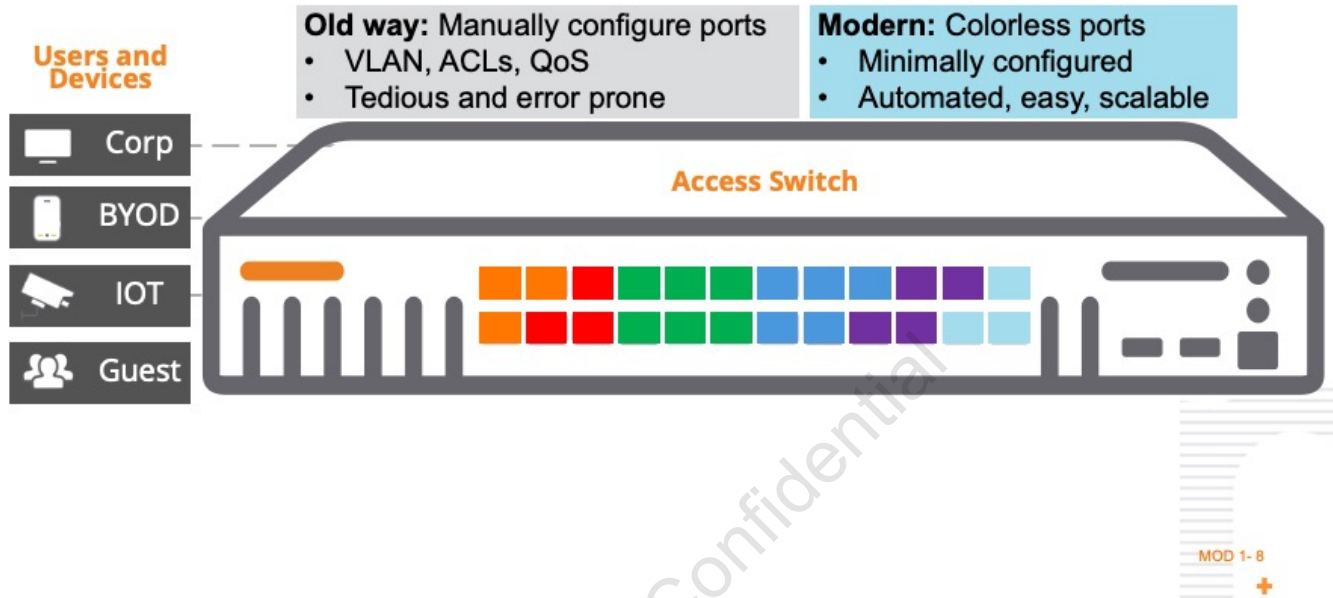 Old way: Manually configure ports
• VLAN, ACLs, QoS
• Tedious and error prone
Modern: Colorless ports
• Minimally configured
• Automated, easy, scalable
Users and
Devices
Corp
BYOD
IOT
Guest
Access Switch
Confidential
MOD 1- 8